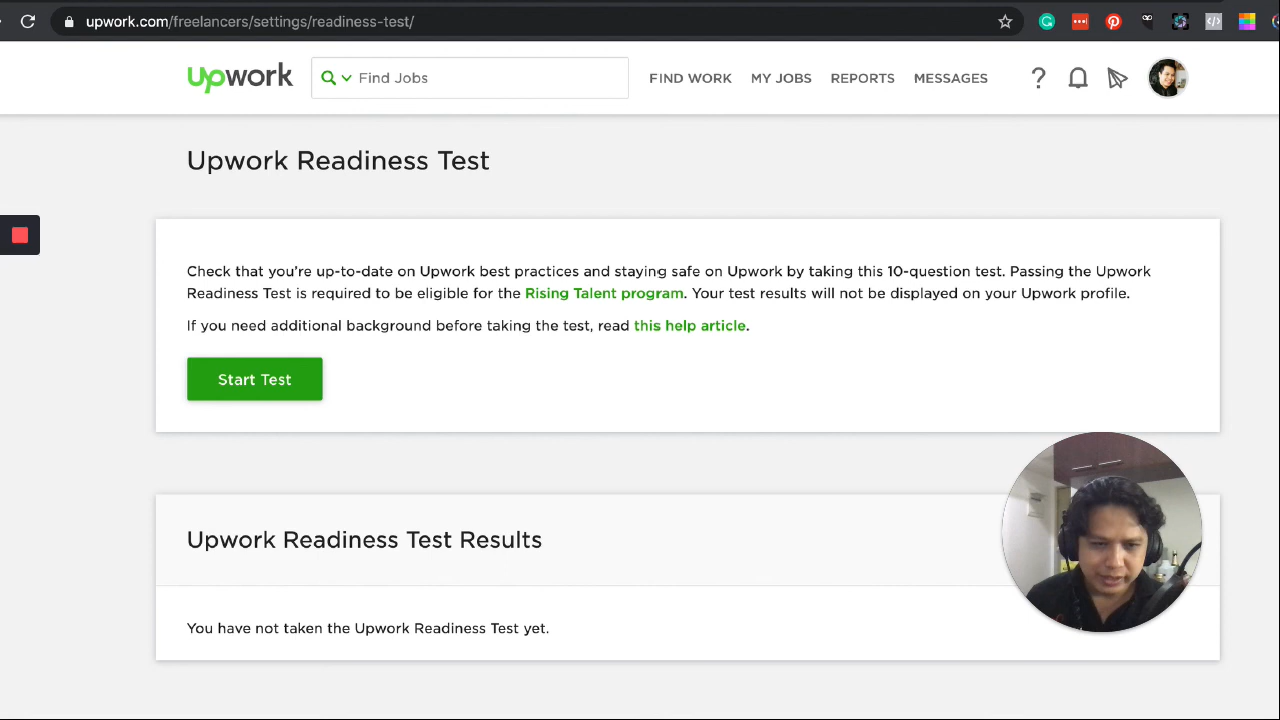 upwork.com/freelancers/settings/readiness-test/
upwork
Find Jobs
FIND WORK
MY JOBS
REPORTS
MESSAGES
?
Upwork Readiness Test
Check that you're up-to-date on Upwork best practices and staying safe on Upwork by taking this 10-question test. Passing the Upwork
Readiness Test is required to be eligible for the Rising Talent program. Your test results will not be displayed on your Upwork profile.
If you need additional background before taking the test, read this help article.
Start Test
Upwork Readiness Test Results
You have not taken the Upwork Readiness Test yet.